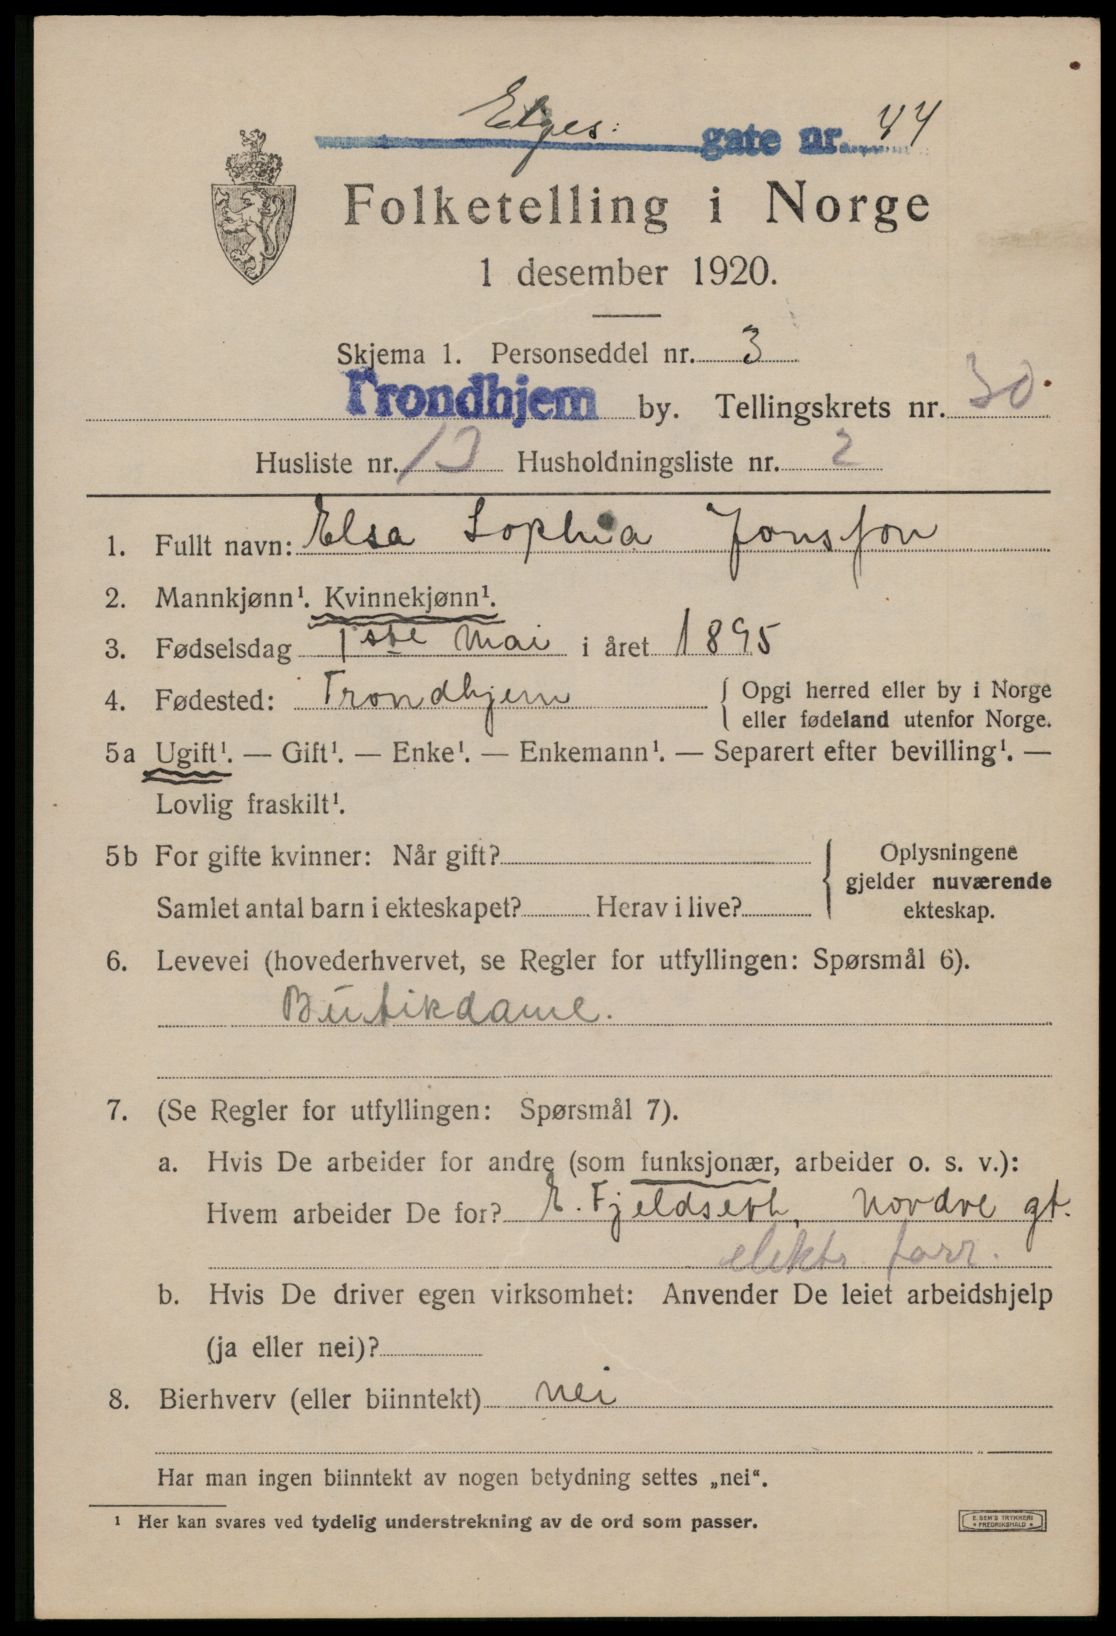 Elges: gate nr. 44
Folketelling i Norge
1 desember 1920.
Skjema 1. Personseddel nr. 3
Trondhjem by. Tellingskrets nr. 30
Husliste nr. 13 Husholdningsliste nr. 2
1. Fullt navn: Elsa Sophia Jonsson
2. Mannkjønn¹. Kvinnekjønn¹.
3. Fødselsdag 1ste Mai i året 1895
4. Fødested: Trondhjem { Opgi herred eller by i Norge
eller fødeland utenfor Norge.
5a Ugift¹. — Gift¹. — Enke¹. — Enkemann¹. — Separert efter bevilling¹. —
Lovlig fraskilt¹.
5b For gifte kvinner: Når gift? { Oplysningene
gjelder nuværende
Samlet antal barn i ekteskapet? Herav i live? ekteskap.
6. Levevei (hovederhvervet, se Regler for utfyllingen: Spørsmål 6).
Butikdame.
7. (Se Regler for utfyllingen: Spørsmål 7).
a. Hvis De arbeider for andre (som funksjonær, arbeider o. s. v.):
Hvem arbeider De for? E. Fjeldseth, Nordre gt.
elektr. forr.
b. Hvis De driver egen virksomhet: Anvender De leiet arbeidshjelp
(ja eller nei)?
8. Bierhverv (eller biinntekt) nei
Har man ingen biinntekt av nogen betydning settes „nei“.
¹ Her kan svares ved tydelig understrekning av de ord som passer.
E. SEM'S TRYKKERI
• FREDRIKSHALD •